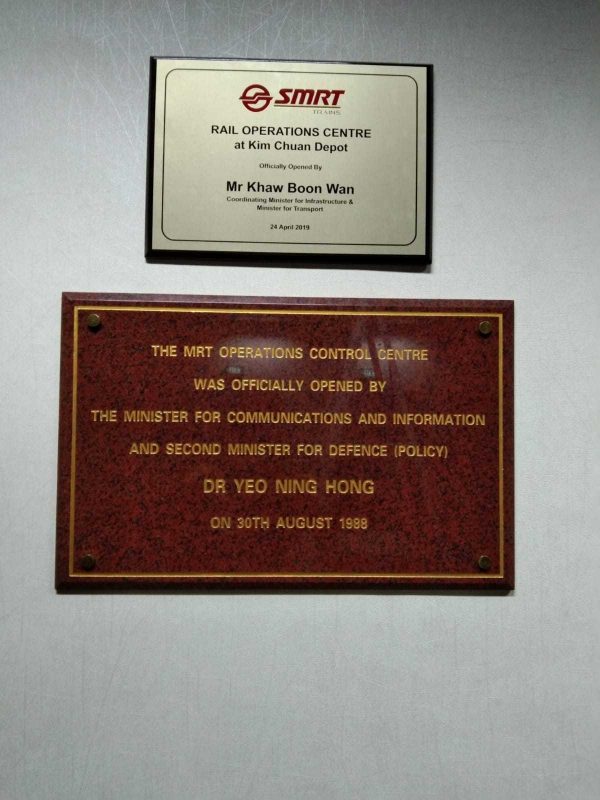 SMRT
TRAINS
RAIL OPERATIONS CENTRE
at Kim Chuan Depot
Officially Opened By
Mr Khaw Boon Wan
Coordinating Minister for Infrastructure &
Minister for Transport
24 April 2019
THE MRT OPERATIONS CONTROL CENTRE
WAS OFFICIALLY OPENED BY
THE MINISTER FOR COMMUNICATIONS AND INFORMATION
AND SECOND MINISTER FOR DEFENCE (POLICY)
DR YEO NING HONG
ON 30TH AUGUST 1988